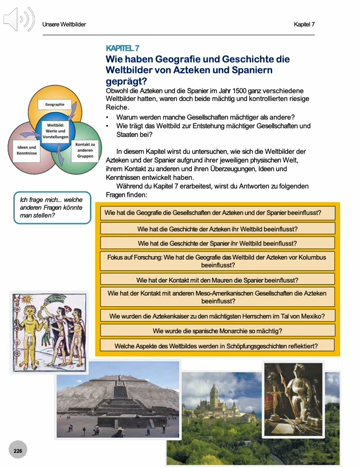 Unsere Weltbilder
Kapitel 7
KAPITEL 7
Wie haben Geografie und Geschichte die
Weltbilder von Azteken und Spaniern
geprägt?
Obwohl die Azteken und die Spanier im Jahr 1500 ganz verschiedene
Weltbilder hatten, waren doch beide mächtig und kontrollierten riesige
Reiche.
• Warum werden manche Gesellschaften mächtiger als andere?
• Wie trägt das Weltbild zur Entstehung mächtiger Gesellschaften und
Staaten bei?
In diesem Kapitel wirst du untersuchen, wie sich die Weltbilder der
Azteken und der Spanier aufgrund ihrer jeweiligen physischen Welt,
ihrem Kontakt zu anderen und ihren Überzeugungen, Ideen und
Kenntnissen entwickelt haben.
Während du Kapitel 7 erarbeitest, wirst du Antworten zu folgenden
Fragen finden:
Geographie
Weltbild
Werte und
Vorstellungen
Ideen und
Kenntnisse
Kontakt zu
anderen
Gruppen
Ich frage mich... welche
anderen Fragen könnte
man stellen?
Wie hat die Geografie die Gesellschaften der Azteken und der Spanier beeinflusst?
Wie hat die Geschichte der Azteken ihr Weltbild beeinflusst?
Wie hat die Geschichte der Spanier ihr Weltbild beeinflusst?
Fokus auf Forschung: Wie hat die Geografie das Weltbild der Azteken vor Kolumbus
beeinflusst?
Wie hat der Kontakt mit den Mauren die Spanier beeinflusst?
Wie hat der Kontakt mit anderen Meso-Amerikanischen Gesellschaften die Azteken
beeinflusst?
Wie wurden die Aztekenkaiser zu den mächtigsten Herrschern im Tal von Mexiko?
Wie wurde die spanische Monarchie so mächtig?
Welche Aspekte des Weltbildes werden in Schöpfungsgeschichten reflektiert?
226